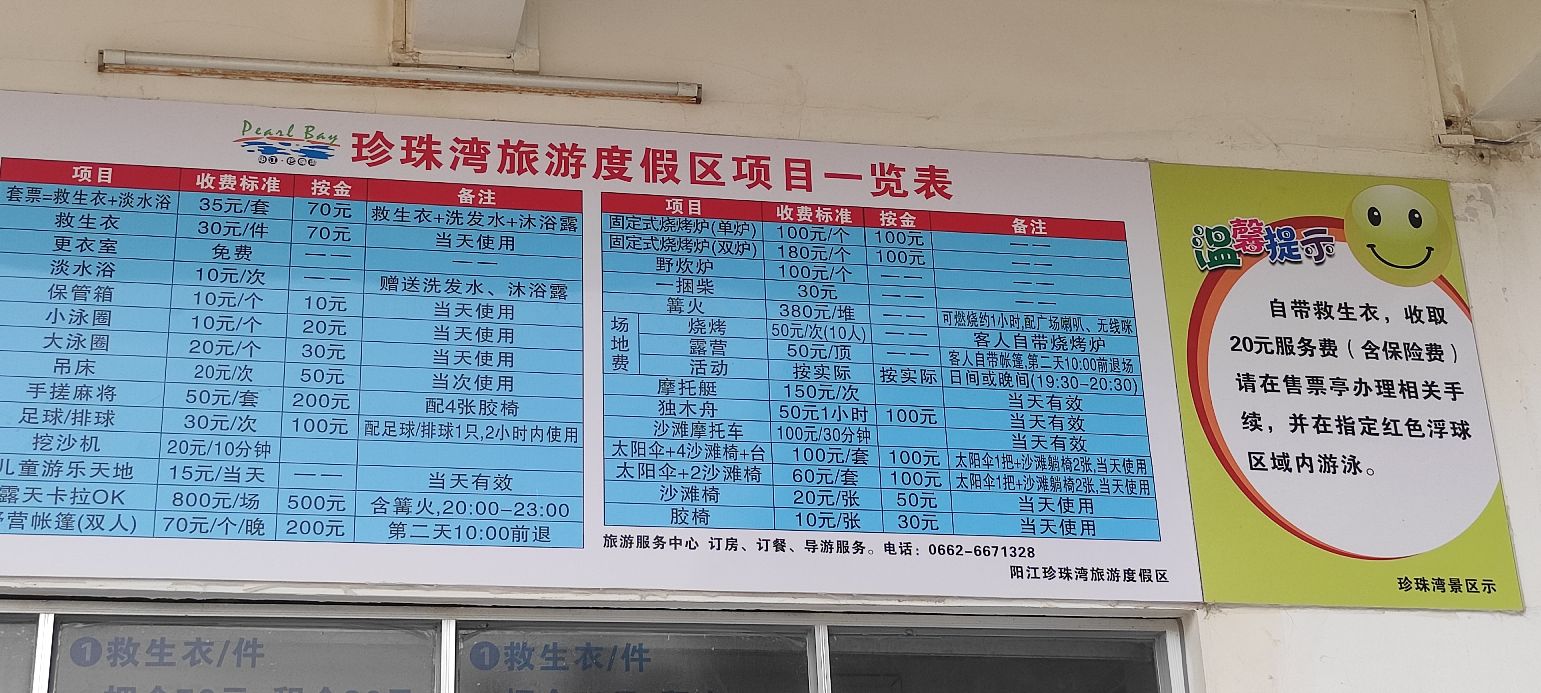 Pearl Bay
珍珠湾旅游度假区项目一览表
项目 收费标准 按金 备注
套票=救生衣+淡水浴 35元/套 70元 救生衣+洗发水+沐浴露
救生衣 30元/件 70元 当天使用
更衣室 免费 —— ——
淡水浴 10元/次 —— 赠送洗发水、沐浴露
保管箱 10元/个 10元 当天使用
小泳圈 10元/个 20元 当天使用
大泳圈 20元/个 30元 当天使用
吊床 20元/次 50元 当次使用
手搓麻将 50元/套 200元 配4张胶椅
足球/排球 30元/次 100元 配足球/排球1只,2小时内使用
挖沙机 20元/10分钟
儿童游乐天地 15元/当天 —— 当天有效
露天卡拉OK 800元/场 500元 含篝火,20:00-23:00
营帐篷(双人) 70元/个/晚 200元 第二天10:00前退
项目 收费标准 按金 备注
固定式烧烤炉(单炉) 100元/个 100元 ——
固定式烧烤炉(双炉) 180元/个 100元 ——
野炊炉 100元/个 —— ——
一捆柴 30元 —— ——
篝火 380元/堆 —— 可燃烧约1小时,配广场喇叭、无线咪
场地费 烧烤 50元/次(10人) —— 客人自带烧烤炉
露营 50元/顶 —— 客人自带帐篷,第二天10:00前退场
活动 按实际 按实际 日间或晚间(19:30-20:30)
摩托艇 150元/次 当天有效
独木舟 50元1小时 100元 当天有效
沙滩摩托车 100元/30分钟 当天有效
太阳伞+4沙滩椅+台 100元/套 100元 太阳伞1把+沙滩躺椅2张,当天使用
太阳伞+2沙滩椅 60元/套 100元 太阳伞1把+沙滩躺椅2张,当天使用
沙滩椅 20元/张 50元 当天使用
胶椅 10元/张 30元 当天使用
旅游服务中心 订房、订餐、导游服务。电话：0662-6671328
阳江珍珠湾旅游度假区
温馨提示
自带救生衣，收取
20元服务费（含保险费）
请在售票亭办理相关手
续，并在指定红色浮球
区域内游泳。
珍珠湾景区示
1救生衣/件
1救生衣/件